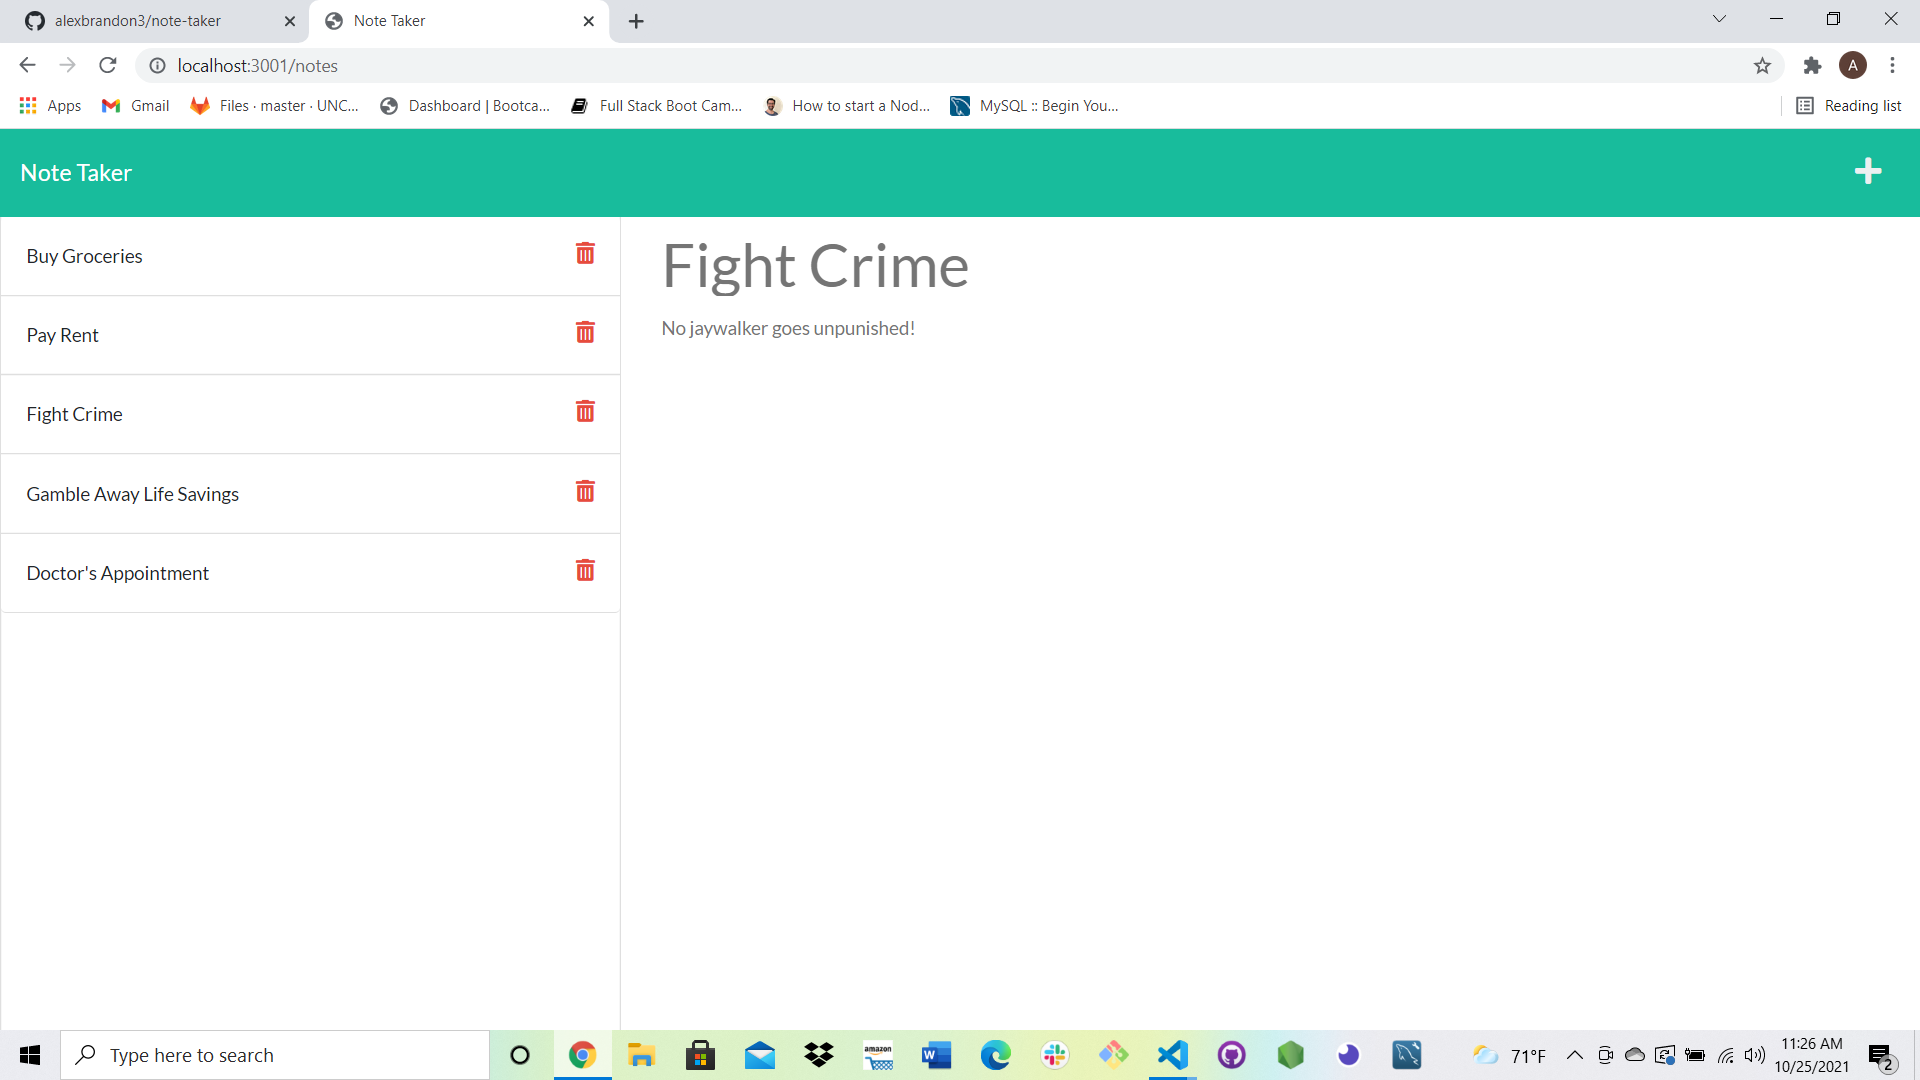 alexbrandon3/note-taker
Note Taker
localhost:3001/notes
A
Apps
Gmail
Files · master · UNC...
Dashboard | Bootca...
Full Stack Boot Cam...
How to start a Nod...
MySQL :: Begin You...
Reading list
Note Taker
Buy Groceries
Pay Rent
Fight Crime
Gamble Away Life Savings
Doctor's Appointment
Fight Crime
No jaywalker goes unpunished!
Type here to search
amazon
W
71°F
11:26 AM
10/25/2021
2